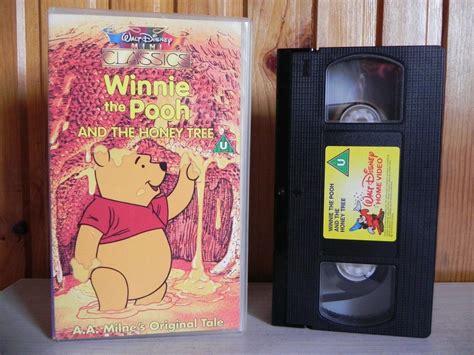 WALT DISNEY
MINI
CLASSICS
Winnie
the Pooh
AND THE HONEY TREE
U
A.A. Milne's Original Tale
U
WINNIE THE POOH
AND THE
HONEY TREE
WALT DISNEY
HOME VIDEO